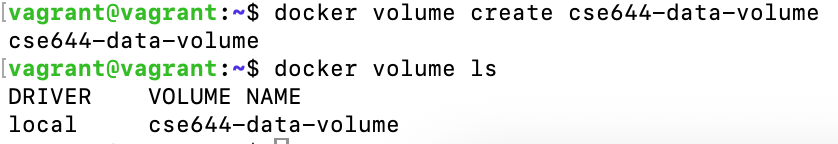 [vagrant@vagrant:~$ docker volume create cse644-data-volume
cse644-data-volume
[vagrant@vagrant:~$ docker volume ls
DRIVER    VOLUME NAME
local     cse644-data-volume